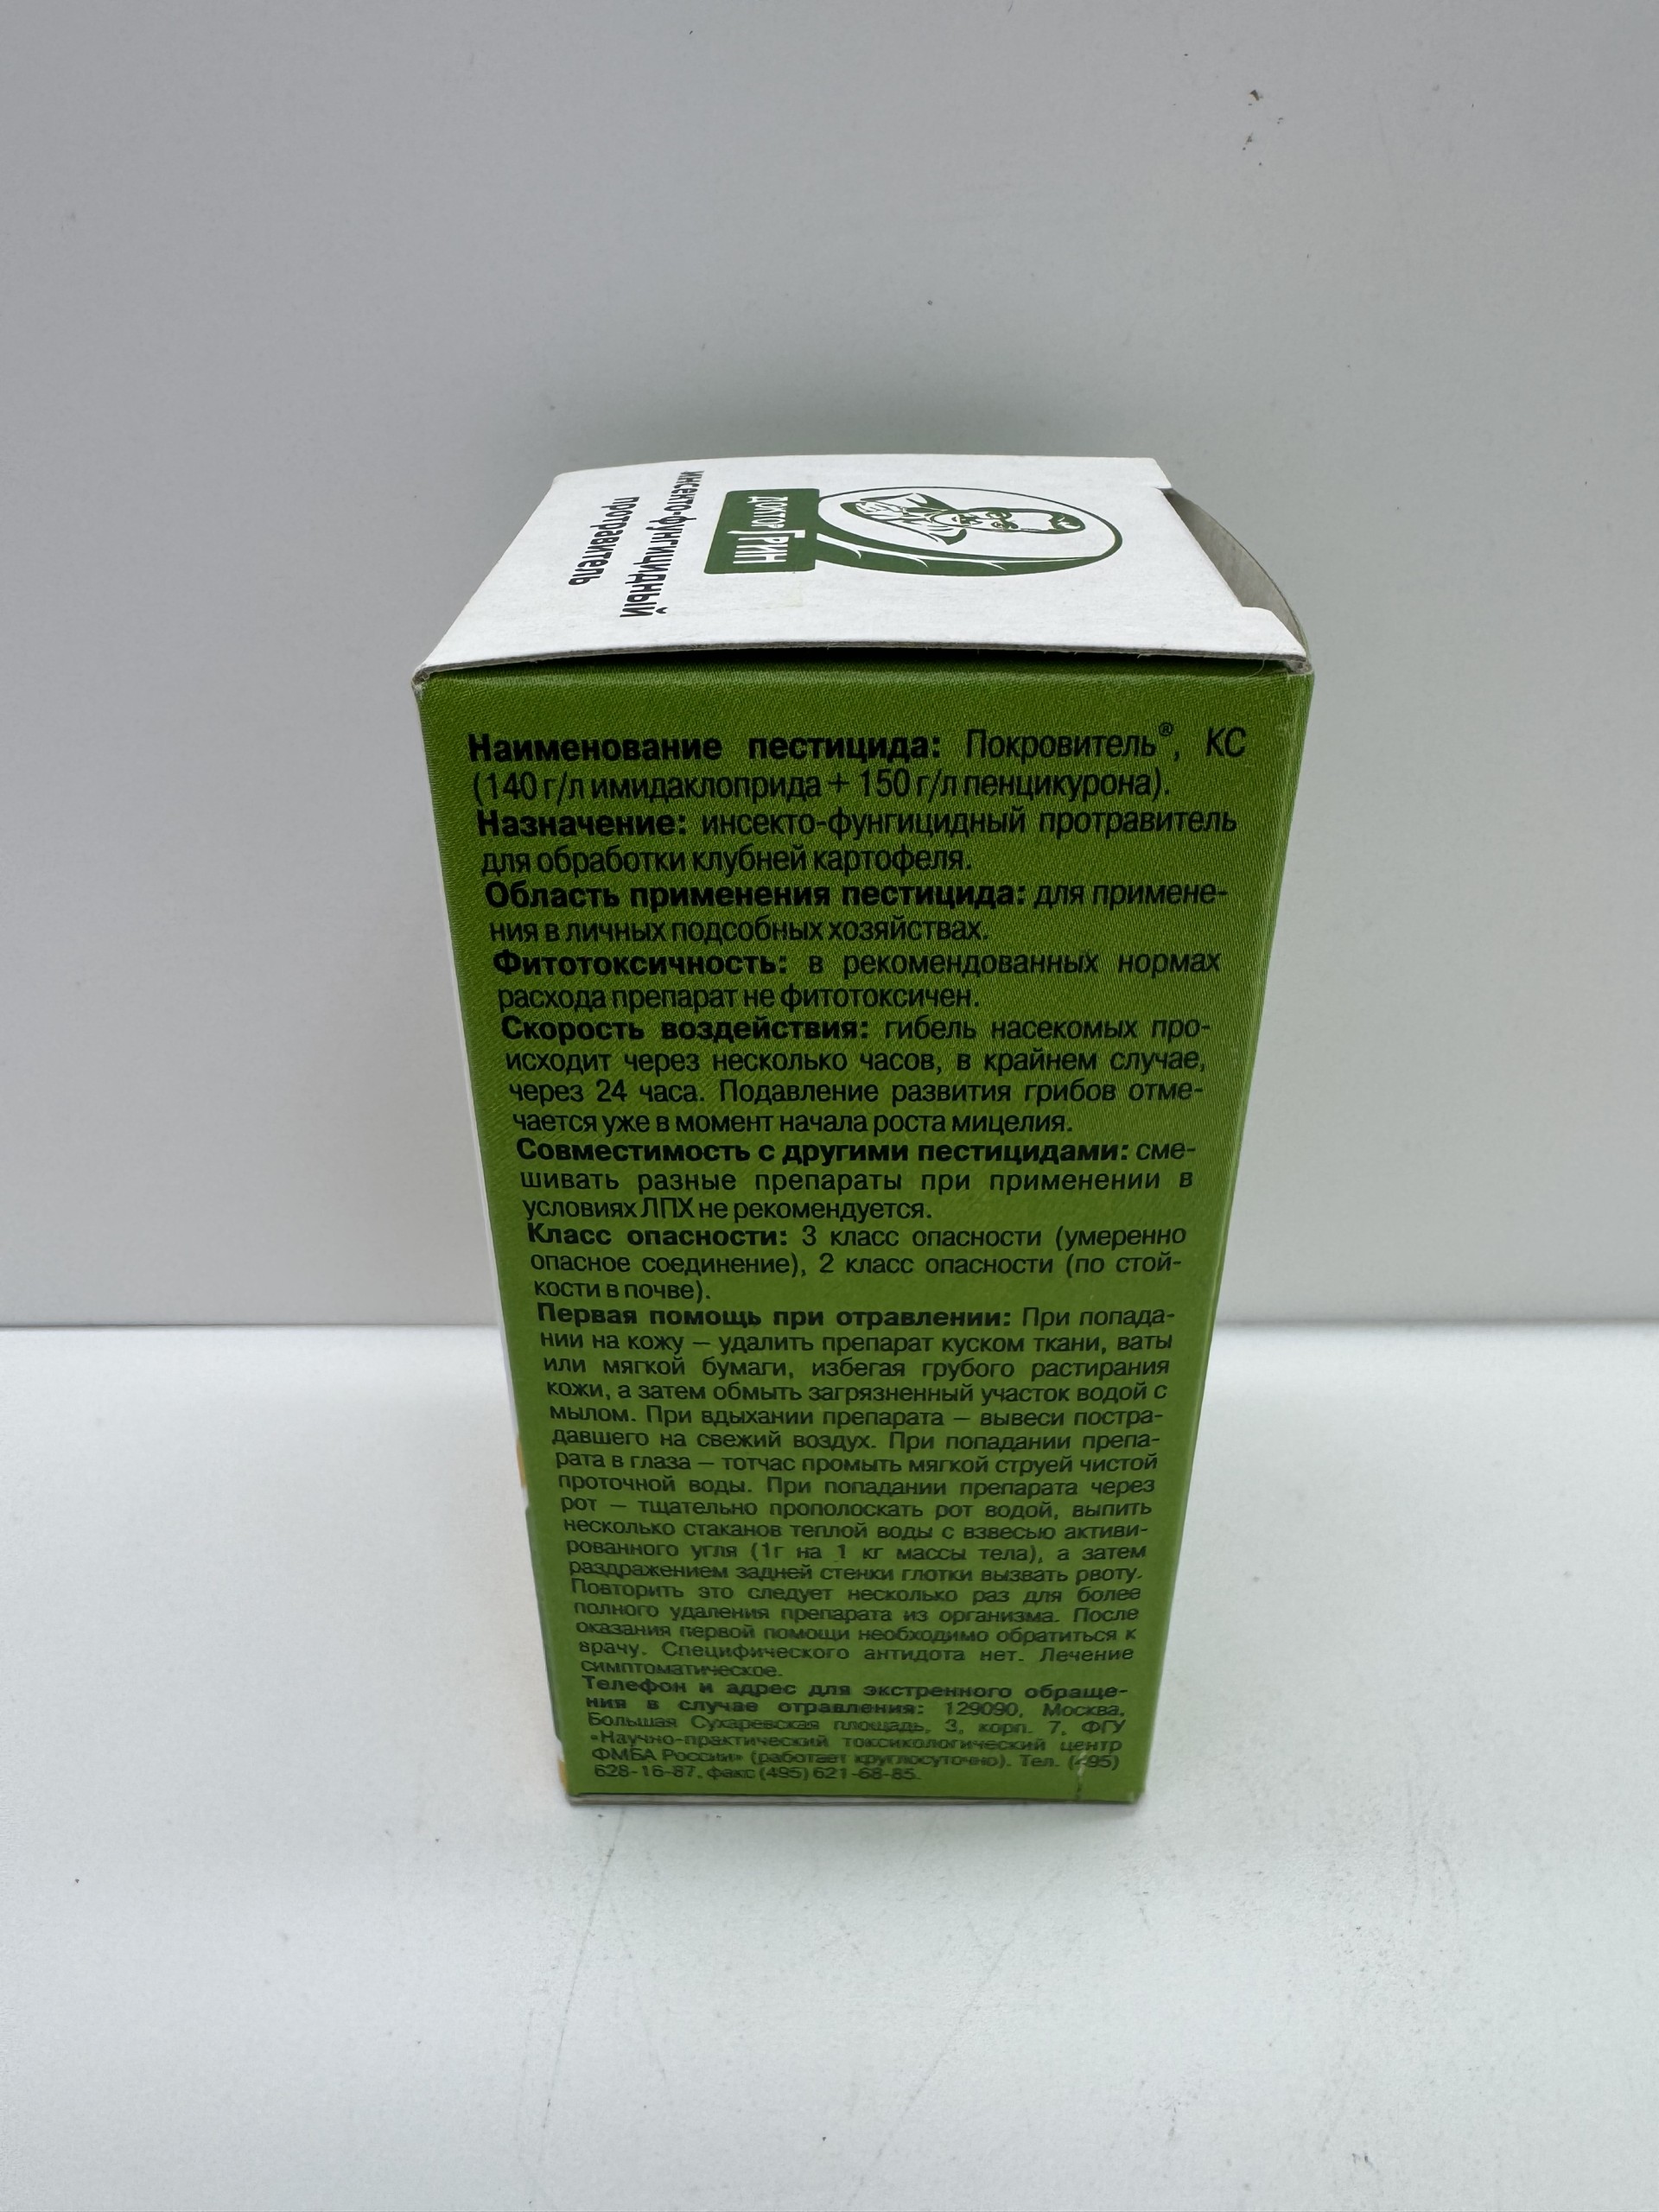 инсекто-фунгицидный
протравитель
ДОКТОР ГРИН
Наименование пестицида: Покровитель®, КС
(140 г/л имидаклоприда + 150 г/л пенцикурона).
Назначение: инсекто-фунгицидный протравитель
для обработки клубней картофеля.
Область применения пестицида: для примене-
ния в личных подсобных хозяйствах.
Фитотоксичность: в рекомендованных нормах
расхода препарат не фитотоксичен.
Скорость воздействия: гибель насекомых про-
исходит через несколько часов, в крайнем случае,
через 24 часа. Подавление развития грибов отме-
чается уже в момент начала роста мицелия.
Совместимость с другими пестицидами: сме-
шивать разные препараты при применении в
условиях ЛПХ не рекомендуется.
Класс опасности: 3 класс опасности (умеренно
опасное соединение), 2 класс опасности (по стой-
кости в почве).
Первая помощь при отравлении: При попада-
нии на кожу – удалить препарат куском ткани, ваты
или мягкой бумаги, избегая грубого растирания
кожи, а затем обмыть загрязненный участок водой с
мылом. При вдыхании препарата – вывеси постра-
давшего на свежий воздух. При попадании препа-
рата в глаза – тотчас промыть мягкой струей чистой
проточной воды. При попадании препарата через
рот – тщательно прополоскать рот водой, выпить
несколько стаканов теплой воды с взвесью активи-
рованного угля (1г на 1 кг массы тела), а затем
раздражением задней стенки глотки вызвать рвоту.
Повторить это следует несколько раз для более
полного удаления препарата из организма. После
оказания первой помощи необходимо обратиться к
врачу. Специфического антидота нет. Лечение
симптоматическое.
Телефон и адрес для экстренного обраще-
ния в случае отравления: 129090, Москва,
Большая Сухаревская площадь, 3, корп. 7, ФГУ
«Научно-практический токсикологический центр
ФМБА России» (работает круглосуточно). Тел. (495)
628-16-87, факс (495) 621-68-85.